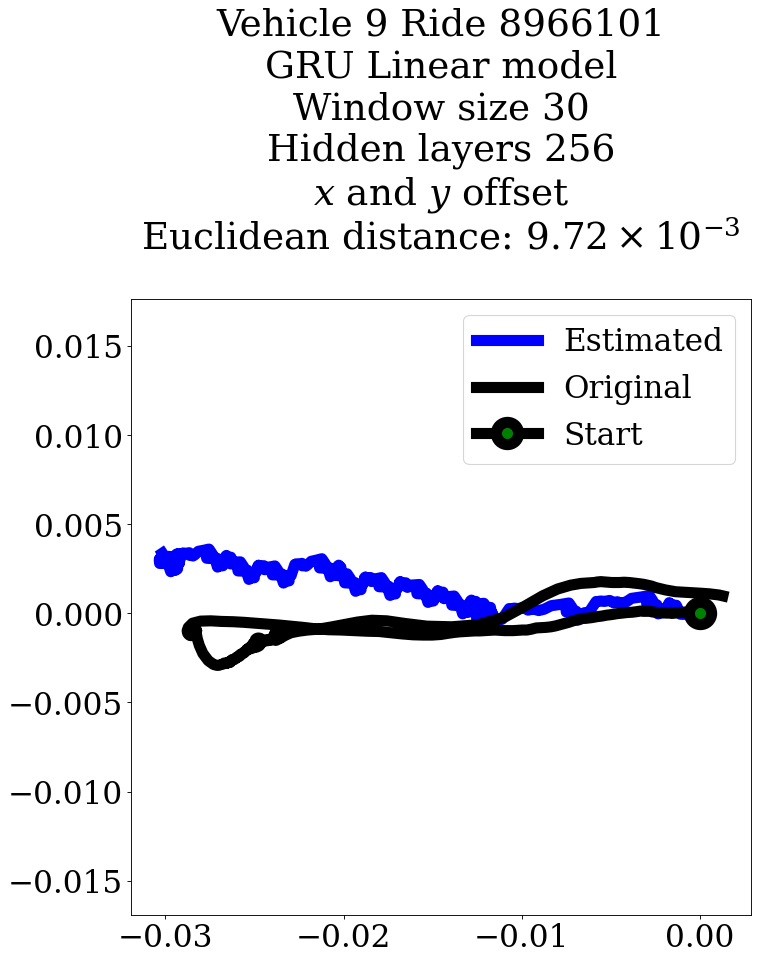 Vehicle 9 Ride 8966101
GRU Linear model
Window size 30
Hidden layers 256
x and y offset
Euclidean distance: 9.72 × 10⁻³
Estimated
Original
Start
0.015
0.010
0.005
0.000
−0.005
−0.010
−0.015
−0.03 −0.02 −0.01 0.00